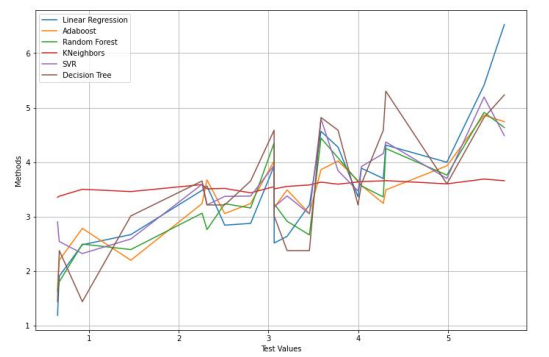 Linear Regression
Adaboost
Random Forest
KNeighbors
SVR
Decision Tree
6
5
4
3
2
1
Methods
1
2
3
4
5
Test Values